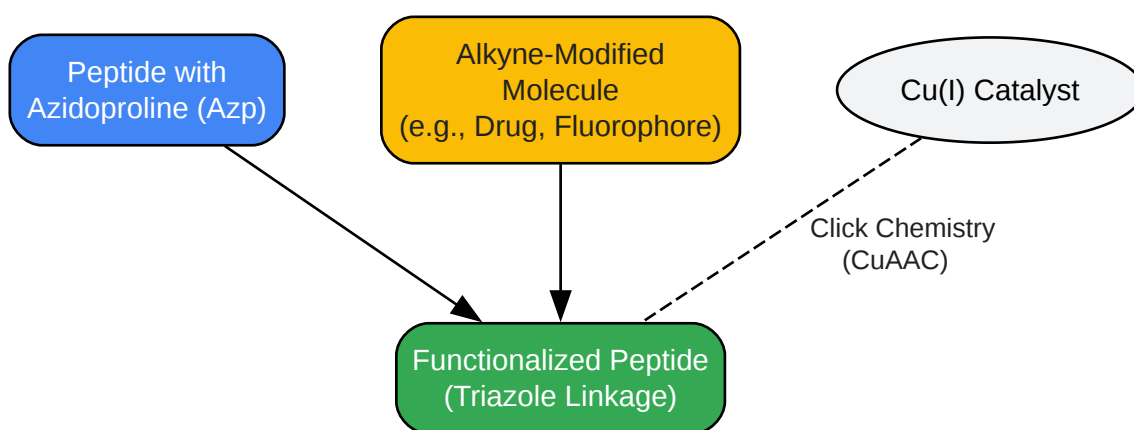 Peptide with
Azidoproline (Azp)
Alkyne-Modified
Molecule
(e.g., Drug, Fluorophore)
Cu(I) Catalyst
Click Chemistry
(CuAAC)
Functionalized Peptide
(Triazole Linkage)